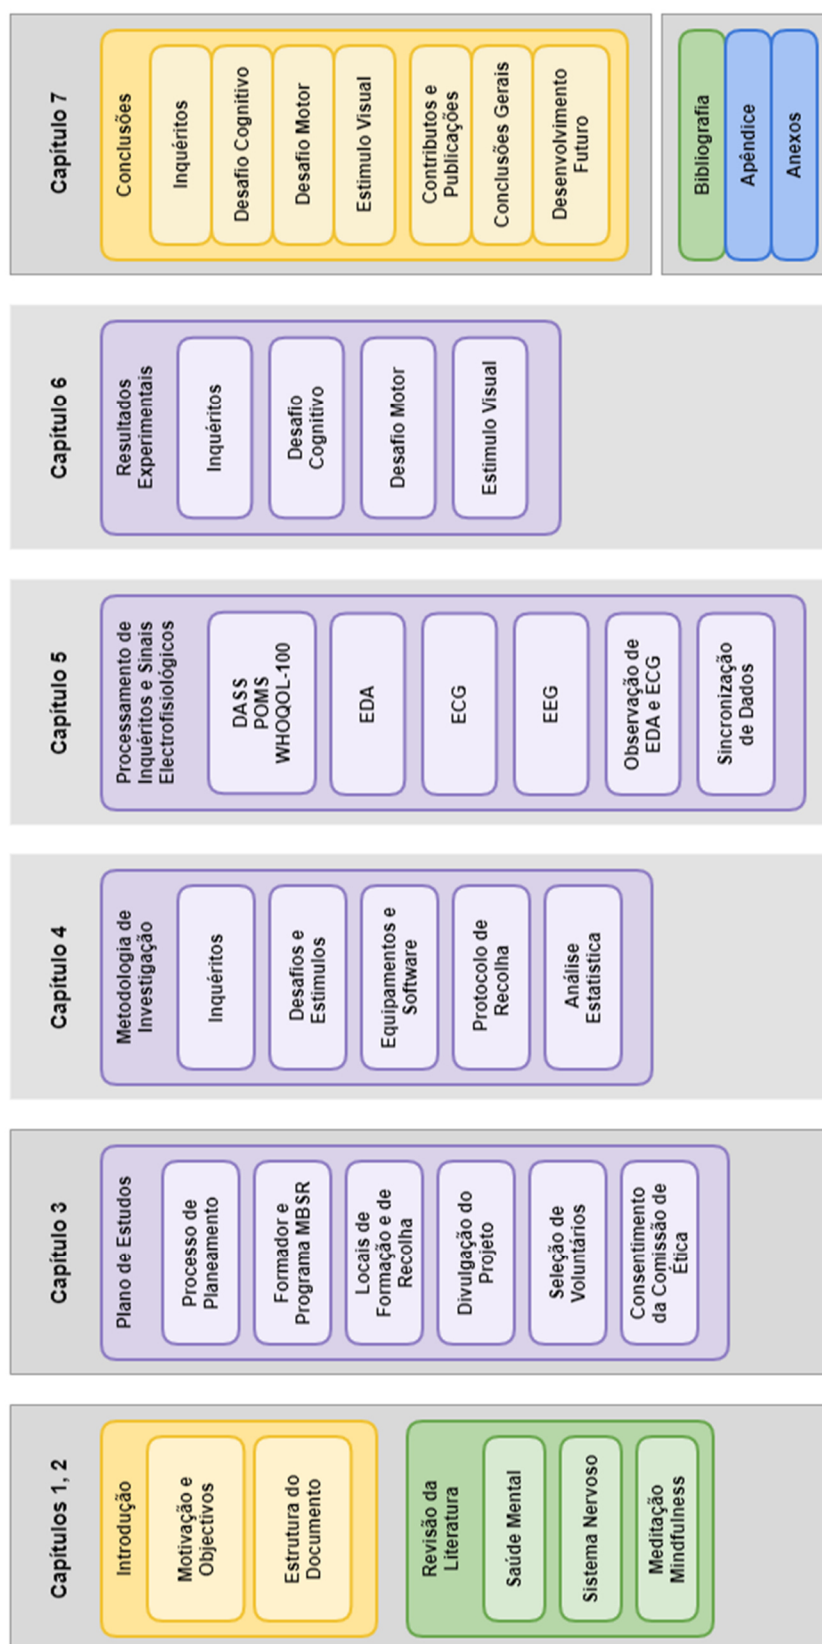 Capítulos 1, 2
Introdução
Motivação e
Objectivos
Estrutura do
Documento
Revisão da
Literatura
Saúde Mental
Sistema Nervoso
Meditação
Mindfulness
Capítulo 3
Plano de Estudos
Processo de
Planeamento
Formador e
Programa MBSR
Locais de
Formação e de
Recolha
Divulgação do
Projeto
Seleção de
Voluntários
Consentimento
da Comissão de
Ética
Capítulo 4
Metodologia de
Investigação
Inquéritos
Desafios e
Estimulos
Equipamentos e
Software
Protocolo de
Recolha
Análise
Estatistica
Capítulo 5
Processamento de
Inquéritos e Sinais
Electrofisiológicos
DASS
POMS
WHOQOL-100
EDA
ECG
EEG
Observação de
EDA e ECG
Sincronização
de Dados
Capítulo 6
Resultados
Experimentais
Inquéritos
Desafio
Cognitivo
Desafio Motor
Estimulo Visual
Capítulo 7
Conclusões
Inquéritos
Desafio Cognitivo
Desafio Motor
Estimulo Visual
Contributos e
Publicações
Conclusões Gerais
Desenvolvimento
Futuro
Bibliografia
Apêndice
Anexos